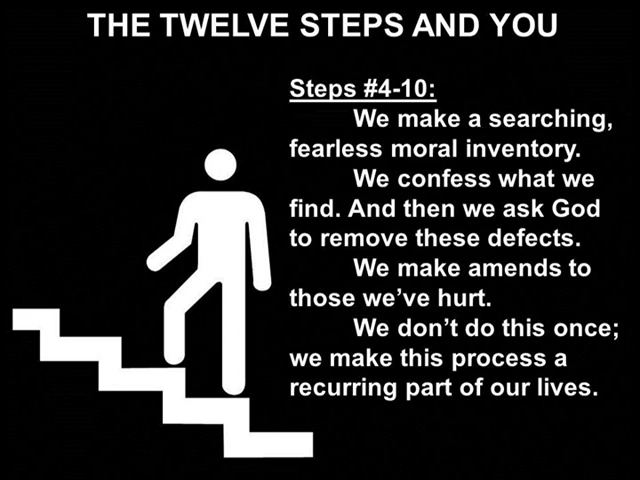 THE TWELVE STEPS AND YOU
Steps #4-10:
We make a searching,
fearless moral inventory.
We confess what we
find. And then we ask God
to remove these defects.
We make amends to
those we've hurt.
We don't do this once;
we make this process a
recurring part of our lives.